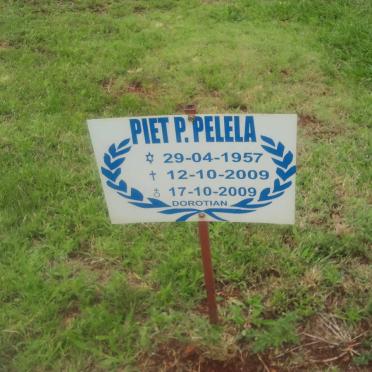 PIET P. PELELA
✡ 29-04-1957
✝ 12-10-2009
♁ 17-10-2009
DOROTIAN